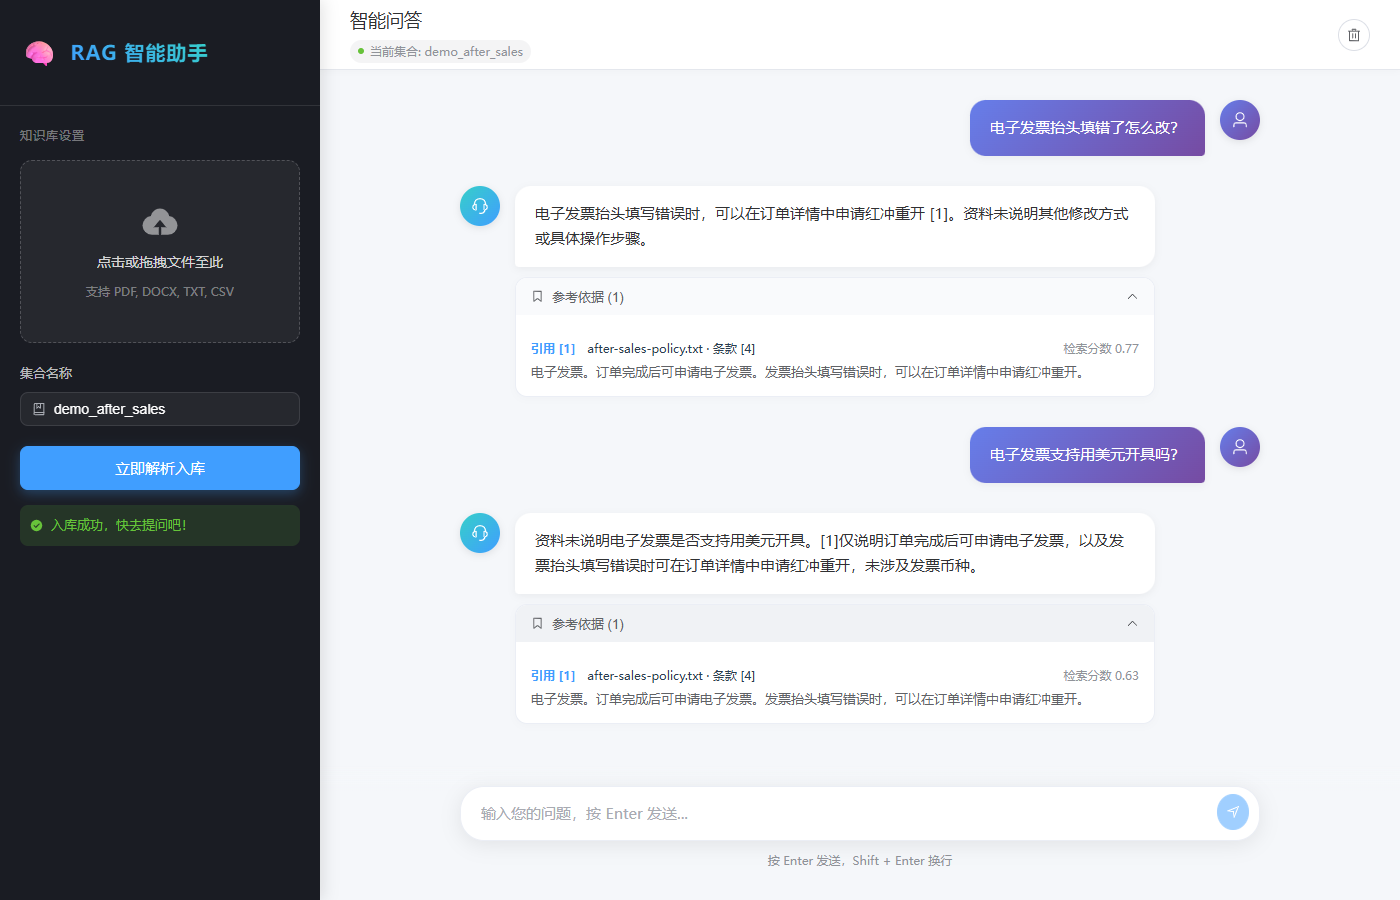 RAG 智能助手
知识库设置
点击或拖拽文件至此
支持 PDF, DOCX, TXT, CSV
集合名称
demo_after_sales
立即解析入库
入库成功，快去提问吧！
智能问答
当前集合: demo_after_sales
电子发票抬头填错了怎么改？
电子发票抬头填写错误时，可以在订单详情中申请红冲重开 [1]。资料未说明其他修改方式
或具体操作步骤。
参考依据 (1)
引用 [1] after-sales-policy.txt · 条款 [4] 检索分数 0.77
电子发票。订单完成后可申请电子发票。发票抬头填写错误时，可以在订单详情中申请红冲重开。
电子发票支持用美元开具吗？
资料未说明电子发票是否支持用美元开具。[1]仅说明订单完成后可申请电子发票，以及发
票抬头填写错误时可在订单详情中申请红冲重开，未涉及发票币种。
参考依据 (1)
引用 [1] after-sales-policy.txt · 条款 [4] 检索分数 0.63
电子发票。订单完成后可申请电子发票。发票抬头填写错误时，可以在订单详情中申请红冲重开。
输入您的问题，按 Enter 发送...
按 Enter 发送，Shift + Enter 换行